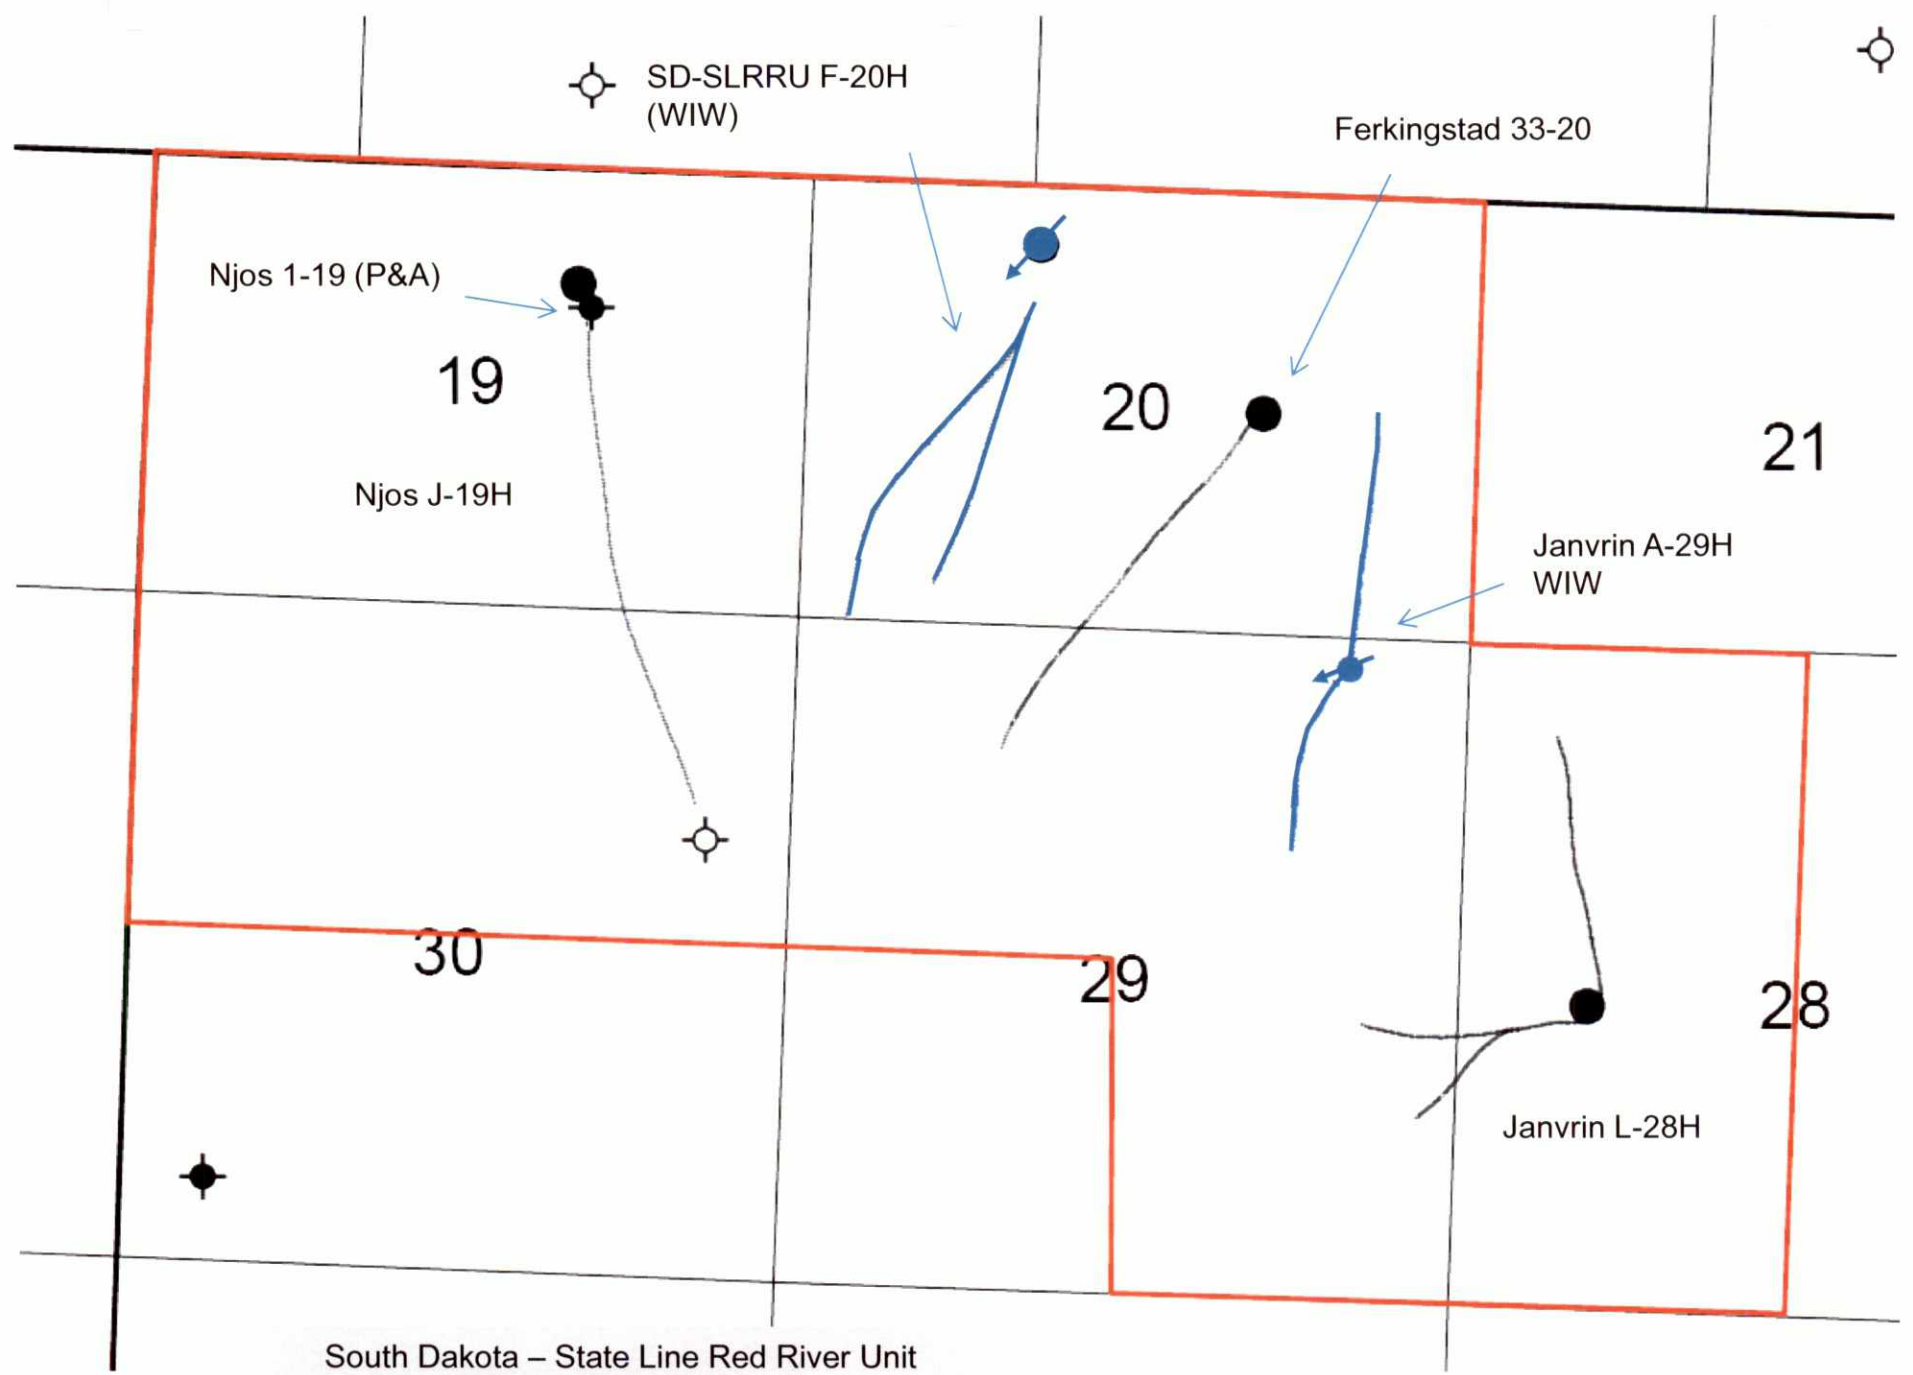 SD-SLRRU F-20H
(WIW)
Ferkingstad 33-20
Njos 1-19 (P&A)
19
20
21
Njos J-19H
Janvrin A-29H
WIW
30
29
28
Janvrin L-28H
South Dakota – State Line Red River Unit